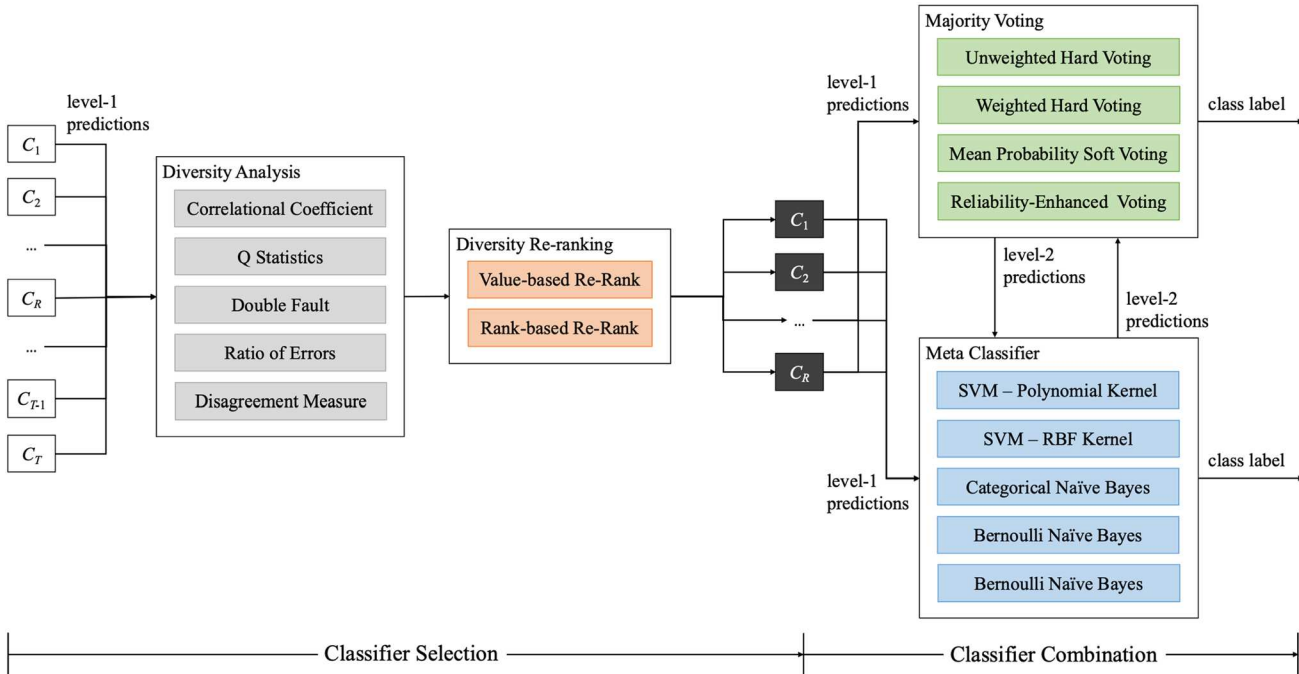 level-1
predictions
C1
C2
...
CR
...
CT-1
CT
Diversity Analysis
Correlational Coefficient
Q Statistics
Double Fault
Ratio of Errors
Disagreement Measure
Diversity Re-ranking
Value-based Re-Rank
Rank-based Re-Rank
C1
C2
...
CR
level-1
predictions
Majority Voting
Unweighted Hard Voting
Weighted Hard Voting
Mean Probability Soft Voting
Reliability-Enhanced Voting
class label
level-2
predictions
level-2
predictions
level-1
predictions
Meta Classifier
SVM – Polynomial Kernel
SVM – RBF Kernel
Categorical Naïve Bayes
Bernoulli Naïve Bayes
Bernoulli Naïve Bayes
class label
Classifier Selection
Classifier Combination